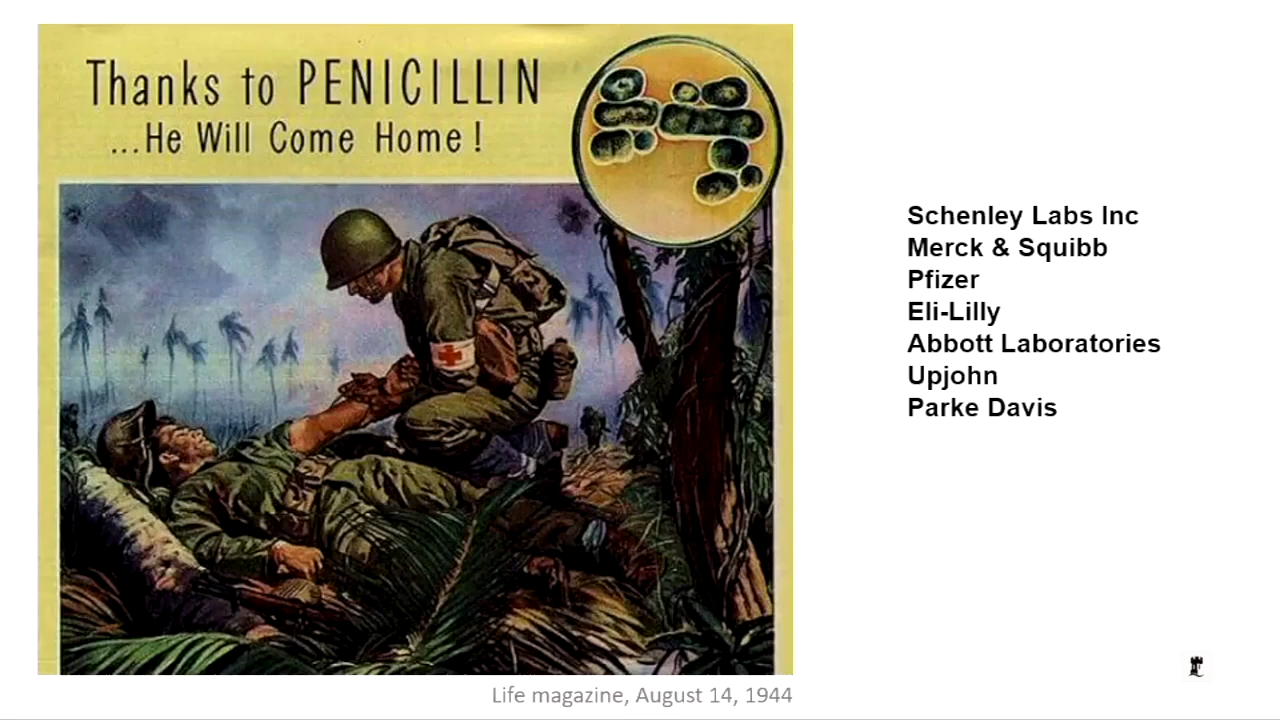 Thanks to PENICILLIN
...He Will Come Home!
Schenley Labs Inc
Merck & Squibb
Pfizer
Eli-Lilly
Abbott Laboratories
Upjohn
Parke Davis
Life magazine, August 14, 1944